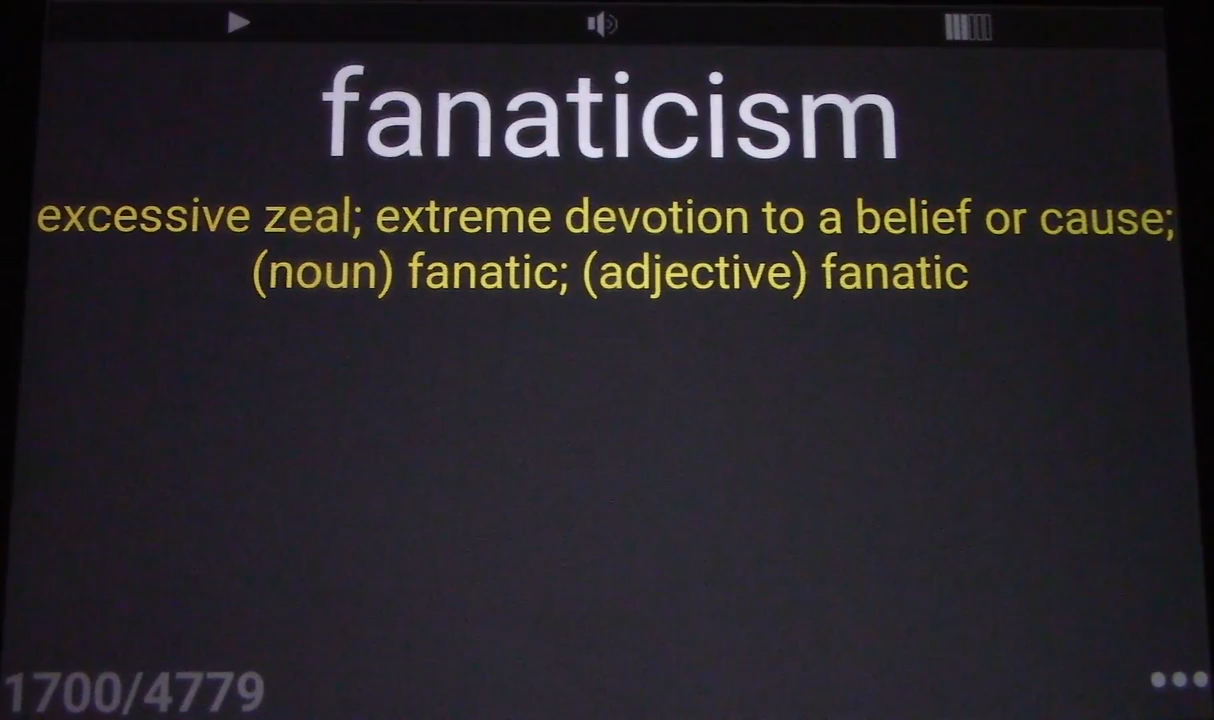 fanaticism
excessive zeal; extreme devotion to a belief or cause;
(noun) fanatic; (adjective) fanatic
1700/4779